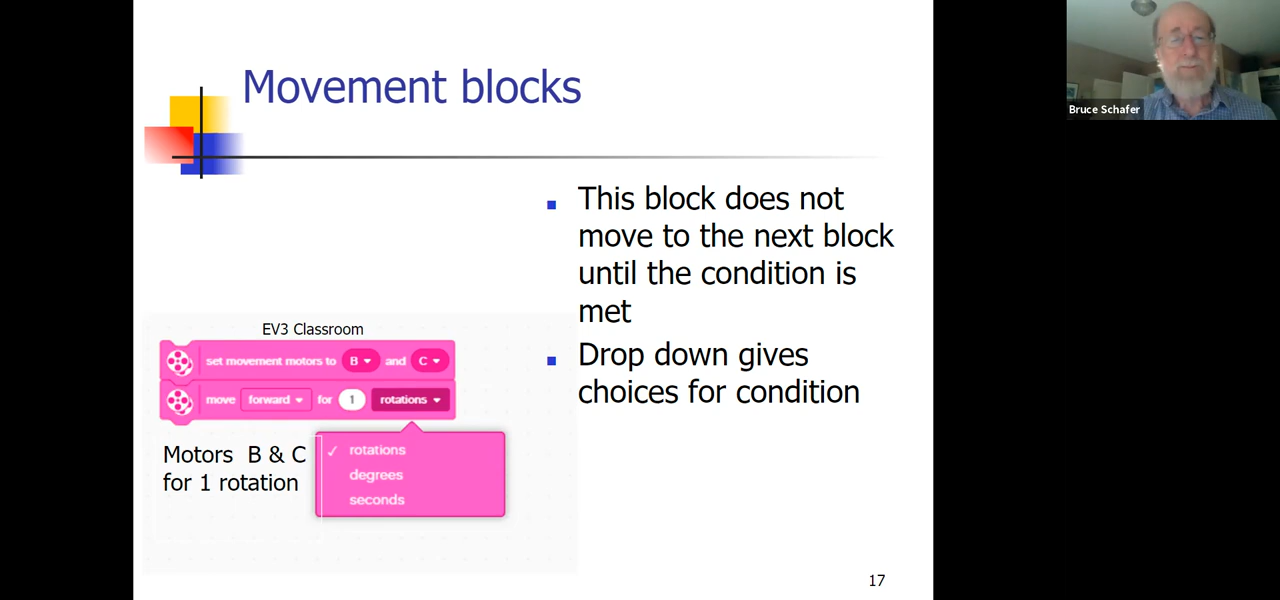 Movement blocks
Bruce Schafer
This block does not
move to the next block
until the condition is
met
Drop down gives
choices for condition
EV3 Classroom
set movement motors to B and C
move forward for 1 rotations
✓ rotations
degrees
seconds
Motors B & C
for 1 rotation
17